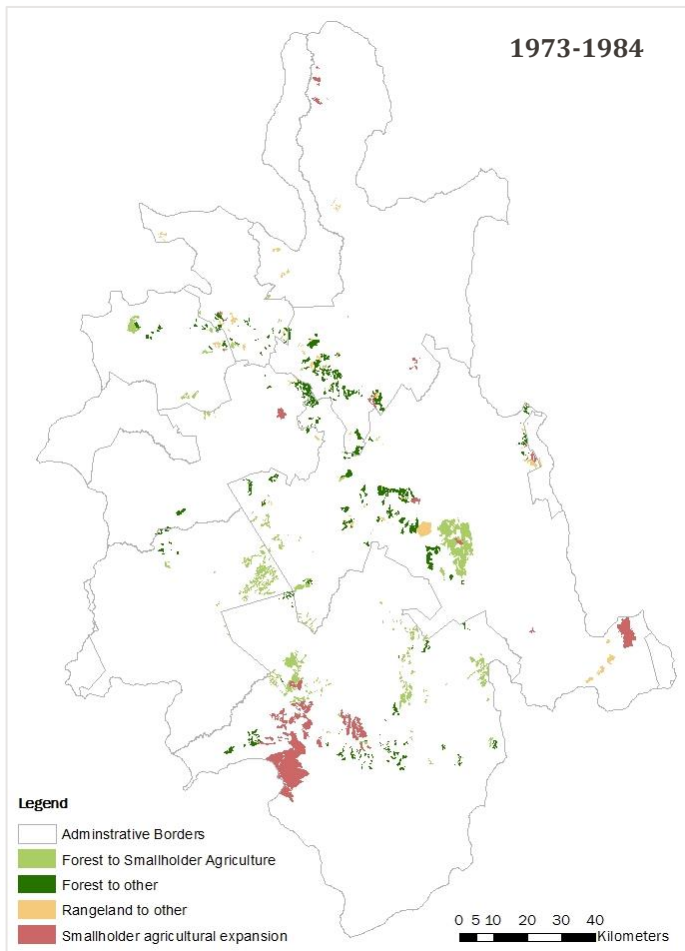 1973-1984
Legend
Adminstrative Borders
Forest to Smallholder Agriculture
Forest to other
Rangeland to other
Smallholder agricultural expansion
0 5 10 20 30 40
Kilometers